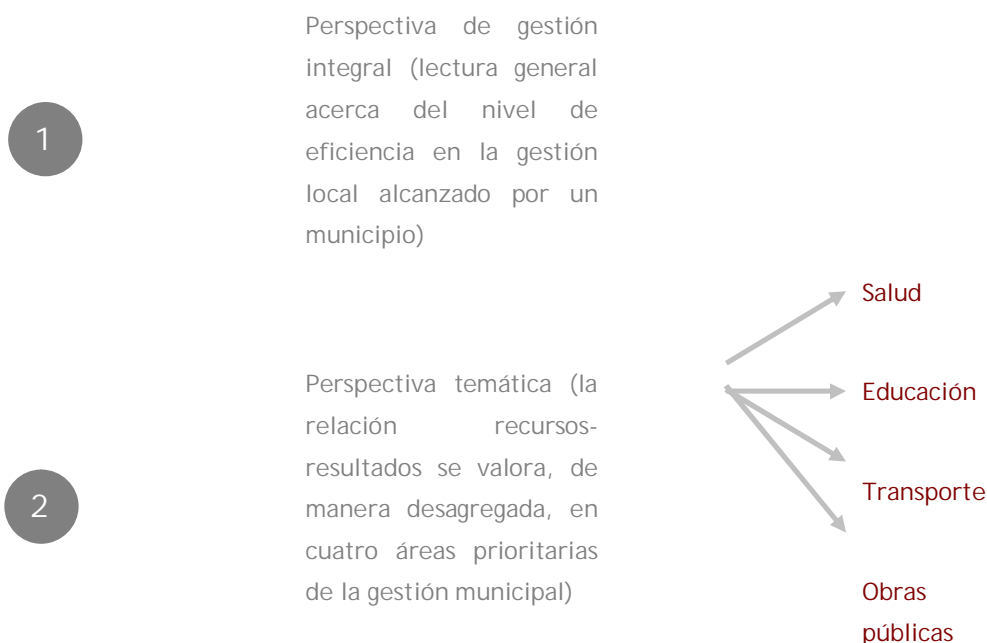 1
Perspectiva de gestión
integral (lectura general
acerca del nivel de
eficiencia en la gestión
local alcanzado por un
municipio)
2
Perspectiva temática (la
relación recursos-
resultados se valora, de
manera desagregada, en
cuatro áreas prioritarias
de la gestión municipal)
Salud
Educación
Transporte
Obras
públicas